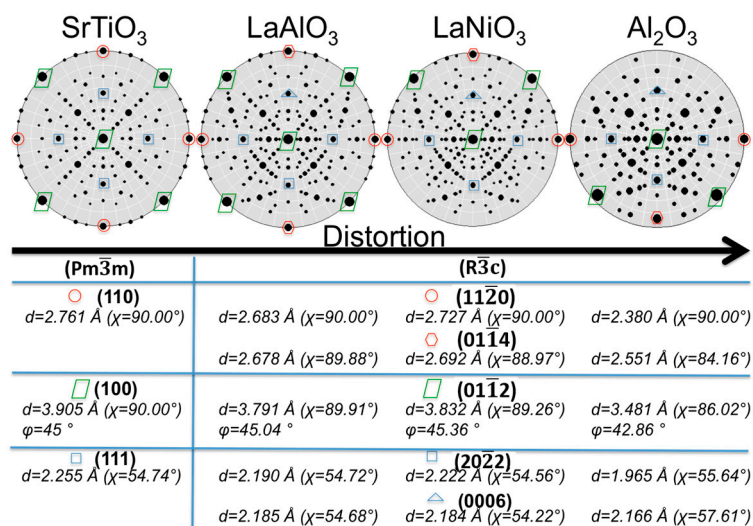 SrTiO₃ LaAlO₃ LaNiO₃ Al₂O₃
Distortion
(Pm3̅m) (R3̅c)
(110) (112̅0)
d=2.761 Å (χ=90.00°) d=2.683 Å (χ=90.00°) d=2.727 Å (χ=90.00°) d=2.380 Å (χ=90.00°)
(011̅4)
d=2.678 Å (χ=89.88°) d=2.692 Å (χ=88.97°) d=2.551 Å (χ=84.16°)
(100) (011̅2)
d=3.905 Å (χ=90.00°) d=3.791 Å (χ=89.91°) d=3.832 Å (χ=89.26°) d=3.481 Å (χ=86.02°)
φ=45 ° φ=45.04 ° φ=45.36 ° φ=42.86 °
(111) (202̅2)
d=2.255 Å (χ=54.74°) d=2.190 Å (χ=54.72°) d=2.222 Å (χ=54.56°) d=1.965 Å (χ=55.64°)
(0006)
d=2.185 Å (χ=54.68°) d=2.184 Å (χ=54.22°) d=2.166 Å (χ=57.61°)